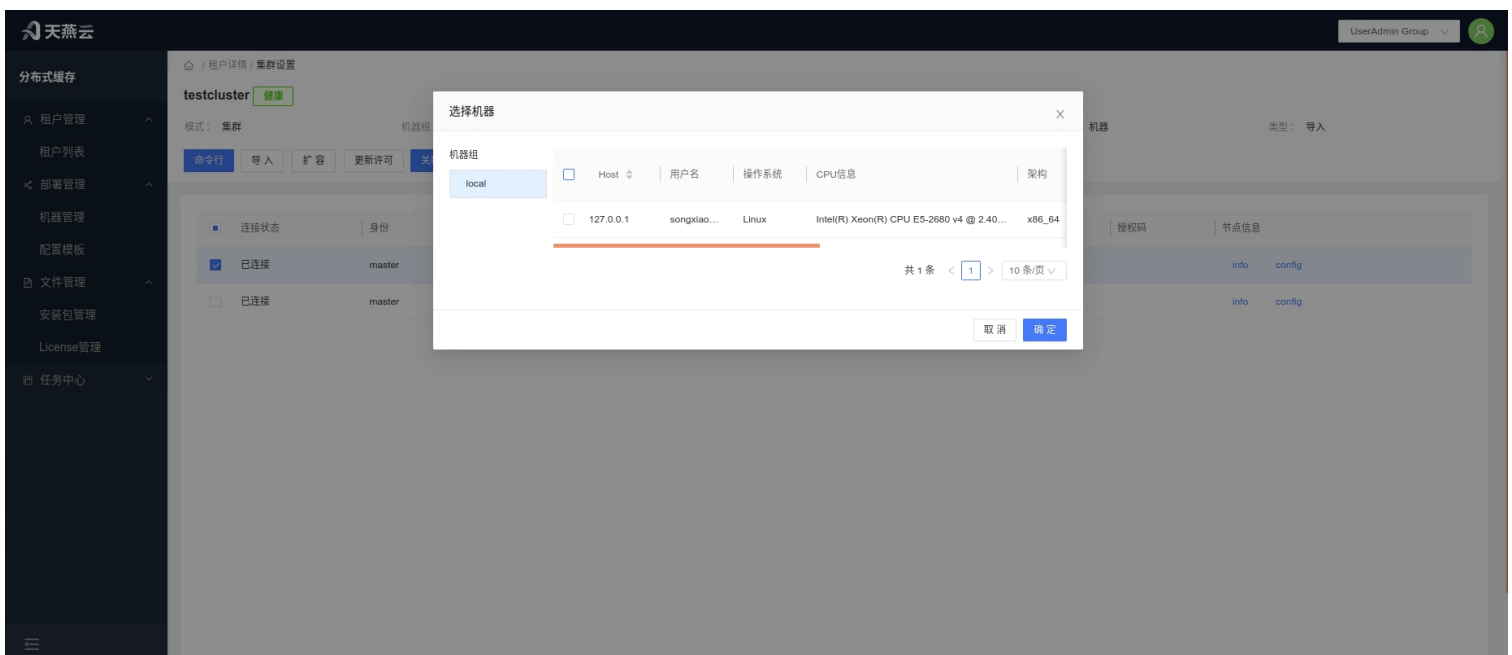 天燕云
UserAdmin Group
分布式缓存
租户管理
租户列表
部署管理
机器管理
配置模板
文件管理
安装包管理
License管理
任务中心
/ 租户详情 / 集群设置
testcluster 健康
模式： 集群 机器组 机器 类型： 导入
命令行 导 入 扩 容 更新许可
连接状态 身份 授权码 节点信息
已连接 master info config
已连接 master info config
选择机器
机器组
local
Host 用户名 操作系统 CPU信息 架构
127.0.0.1 songxiao... Linux Intel(R) Xeon(R) CPU E5-2680 v4 @ 2.40... x86_64
共 1 条 < 1 > 10 条/页
取 消 确 定